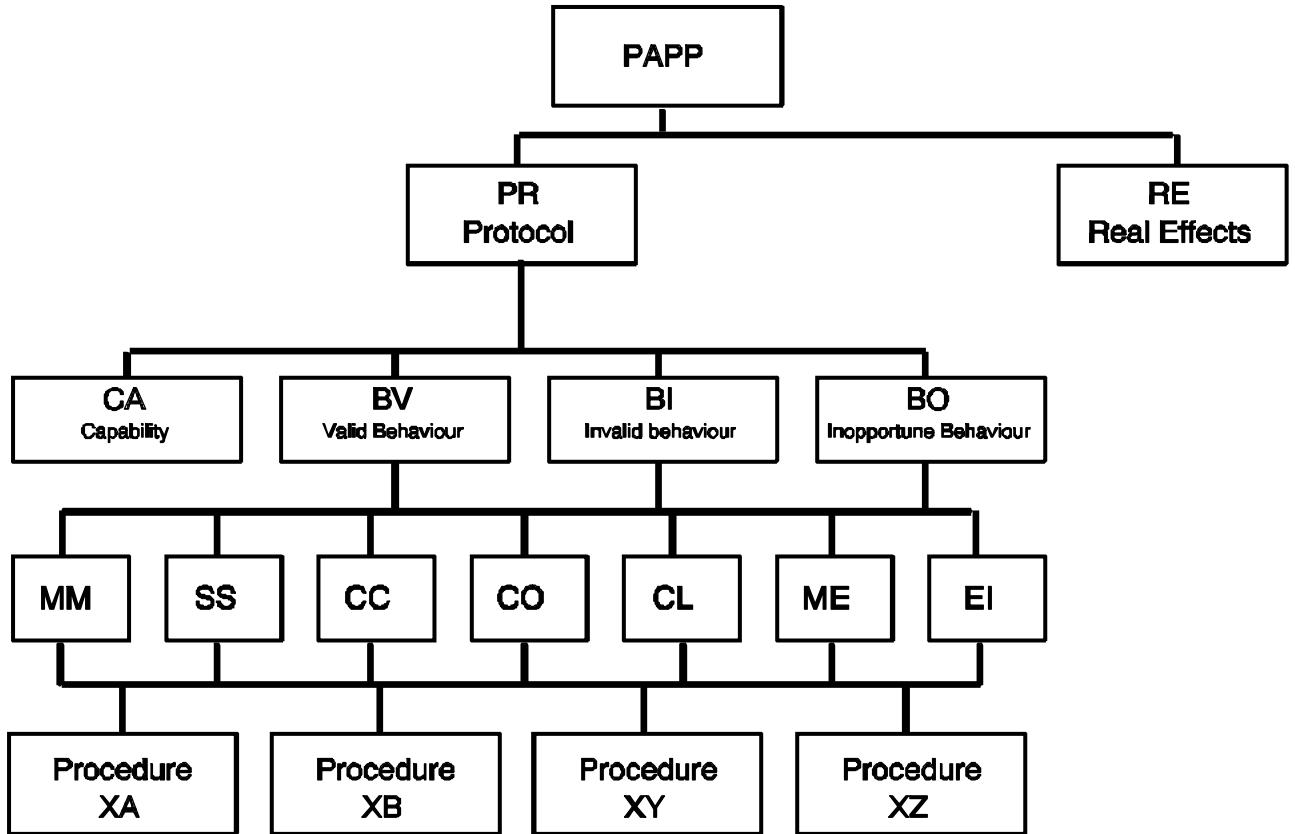 PAPP
PR
Protocol
RE
Real Effects
CA
Capability
BV
Valid Behaviour
BI
Invalid behaviour
BO
Inopportune Behaviour
MM
SS
CC
CO
CL
ME
EI
Procedure
XA
Procedure
XB
Procedure
XY
Procedure
XZ